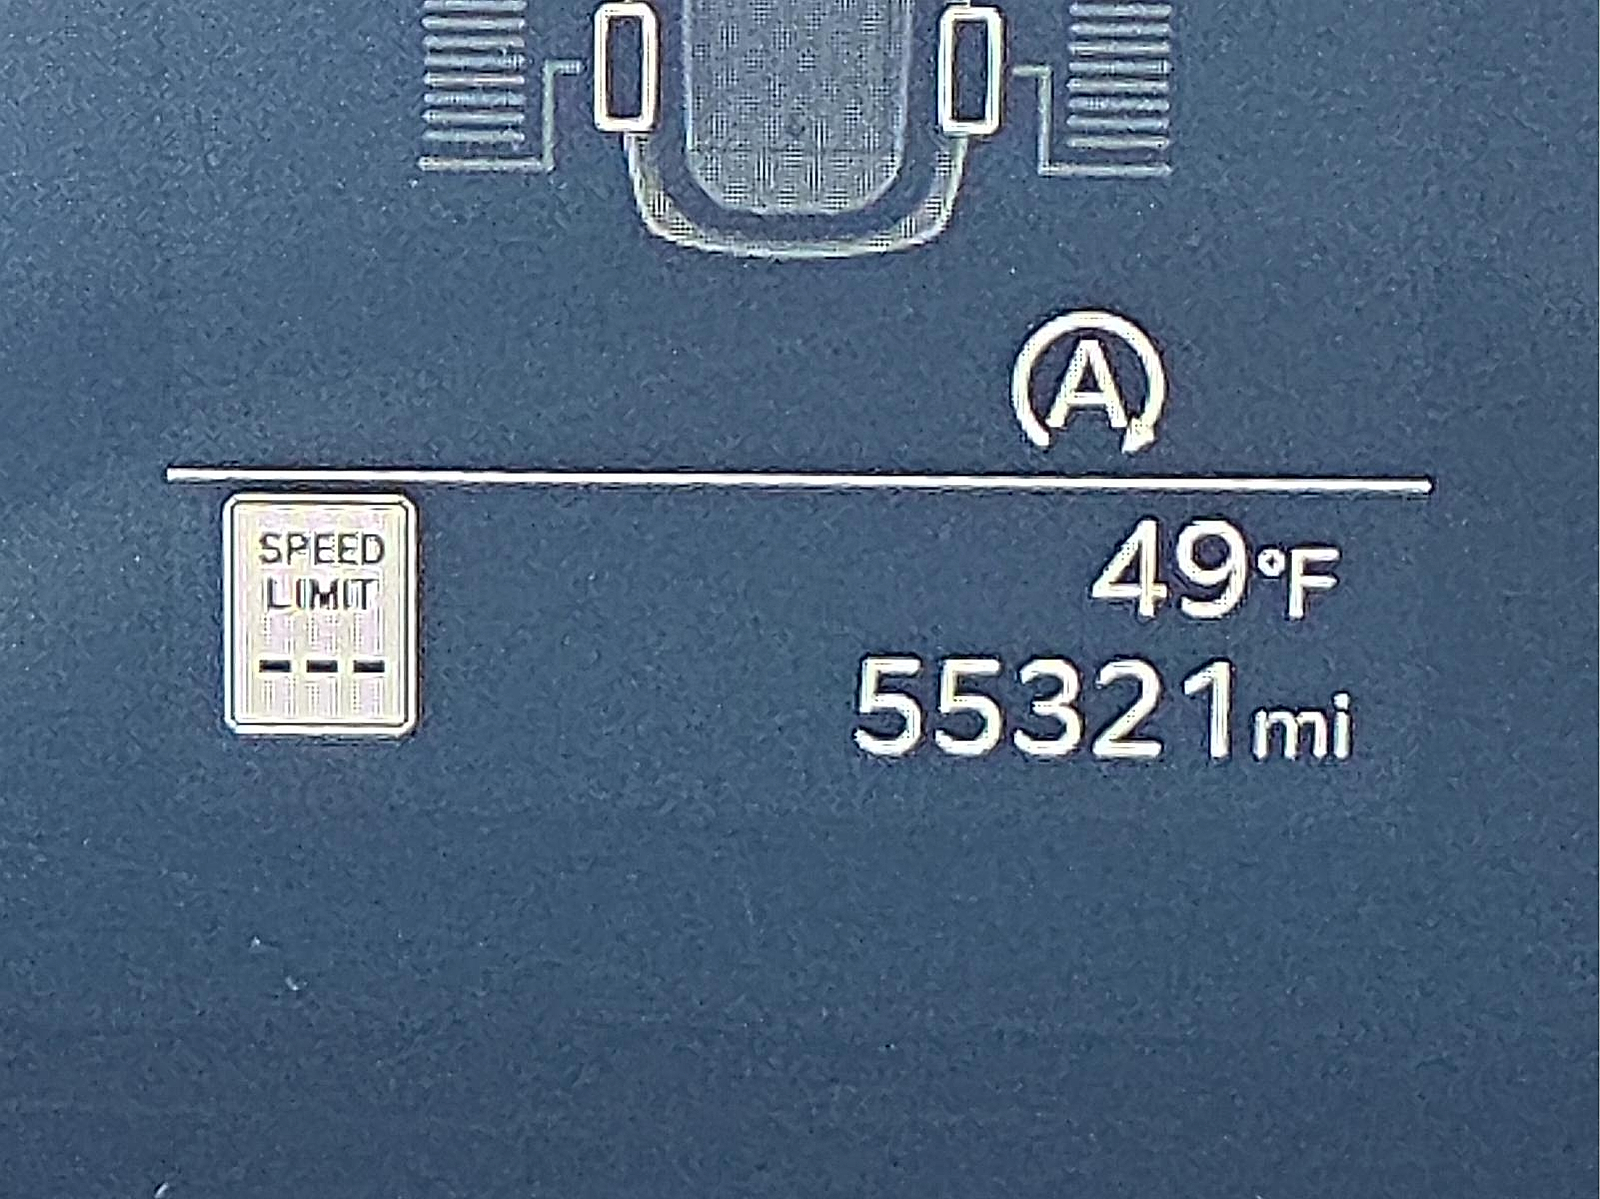 A
SPEED
LIMIT
---
49°F
55321mi